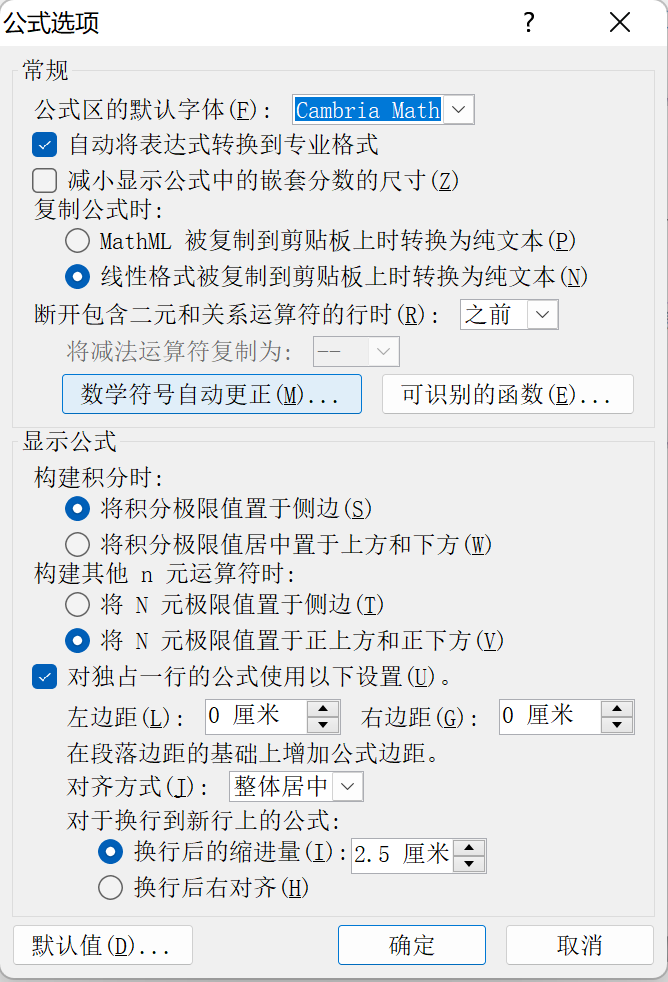 公式选项 ?
常规
公式区的默认字体(F): Cambria Math
自动将表达式转换到专业格式
减小显示公式中的嵌套分数的尺寸(Z)
复制公式时:
MathML 被复制到剪贴板上时转换为纯文本(P)
线性格式被复制到剪贴板上时转换为纯文本(N)
断开包含二元和关系运算符的行时(R): 之前
将减法运算符复制为: --
数学符号自动更正(M)... 可识别的函数(E)...
显示公式
构建积分时:
将积分极限值置于侧边(S)
将积分极限值居中置于上方和下方(W)
构建其他 n 元运算符时:
将 N 元极限值置于侧边(T)
将 N 元极限值置于正上方和正下方(V)
对独占一行的公式使用以下设置(U)。
左边距(L): 0 厘米 右边距(G): 0 厘米
在段落边距的基础上增加公式边距。
对齐方式(J): 整体居中
对于换行到新行上的公式:
换行后的缩进量(I): 2.5 厘米
换行后右对齐(H)
默认值(D)... 确定 取消